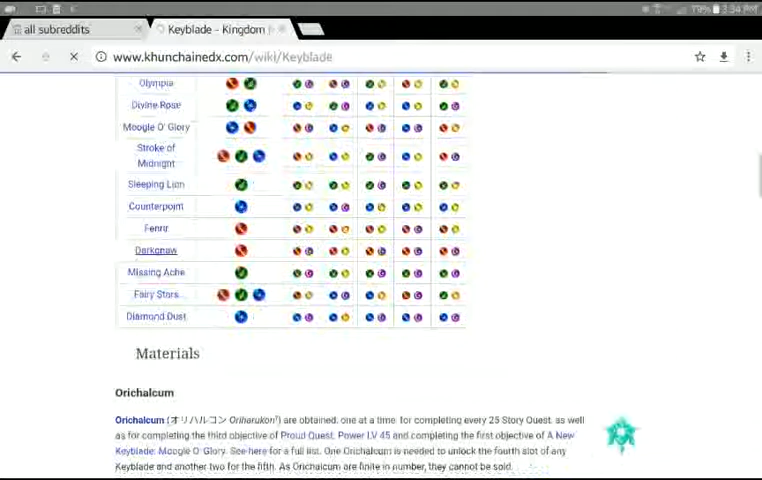 3:34 PM
all subreddits
Keyblade – Kingdom
www.khunchainedx.com/wiki/Keyblade
Olympia
Divine Rose
Moogle O' Glory
Stroke of
Midnight
Sleeping Lion
Counterpoint
Fenrir
Darkgnaw
Missing Ache
Fairy Stars
Diamond Dust
Materials
Orichalcum
Orichalcum (オリハルコン Oriharukon?) are obtained, one at a time, for completing every 25 Story Quest, as well
as for completing the third objective of Proud Quest, Power LV 45 and completing the first objective of A New
Keyblade: Moogle O' Glory. See here for a full list. One Orichalcum is needed to unlock the fourth slot of any
Keyblade and another two for the fifth. As Orichalcum are finite in number, they cannot be sold.